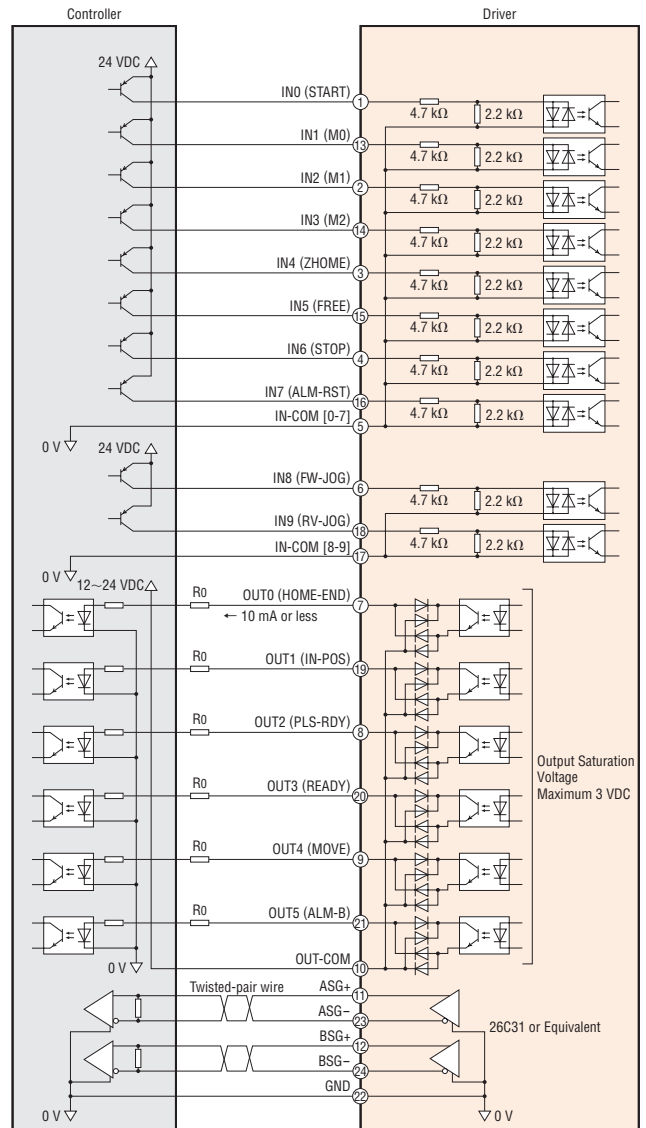 Controller
Driver
24 VDC
IN0 (START)
1
4.7 kΩ
2.2 kΩ
IN1 (M0)
13
4.7 kΩ
2.2 kΩ
IN2 (M1)
2
4.7 kΩ
2.2 kΩ
IN3 (M2)
14
4.7 kΩ
2.2 kΩ
IN4 (ZHOME)
3
4.7 kΩ
2.2 kΩ
IN5 (FREE)
15
4.7 kΩ
2.2 kΩ
IN6 (STOP)
4
4.7 kΩ
2.2 kΩ
IN7 (ALM-RST)
16
4.7 kΩ
2.2 kΩ
IN-COM [0-7]
5
0 V
24 VDC
IN8 (FW-JOG)
6
4.7 kΩ
2.2 kΩ
IN9 (RV-JOG)
18
4.7 kΩ
2.2 kΩ
IN-COM [8-9]
17
0 V
12~24 VDC
R0
OUT0 (HOME-END)
7
← 10 mA or less
R0
OUT1 (IN-POS)
19
R0
OUT2 (PLS-RDY)
8
Output Saturation
Voltage
Maximum 3 VDC
R0
OUT3 (READY)
20
R0
OUT4 (MOVE)
9
R0
OUT5 (ALM-B)
21
0 V
OUT-COM
10
Twisted-pair wire
ASG+
11
ASG−
23
26C31 or Equivalent
BSG+
12
BSG−
24
GND
22
0 V
0 V